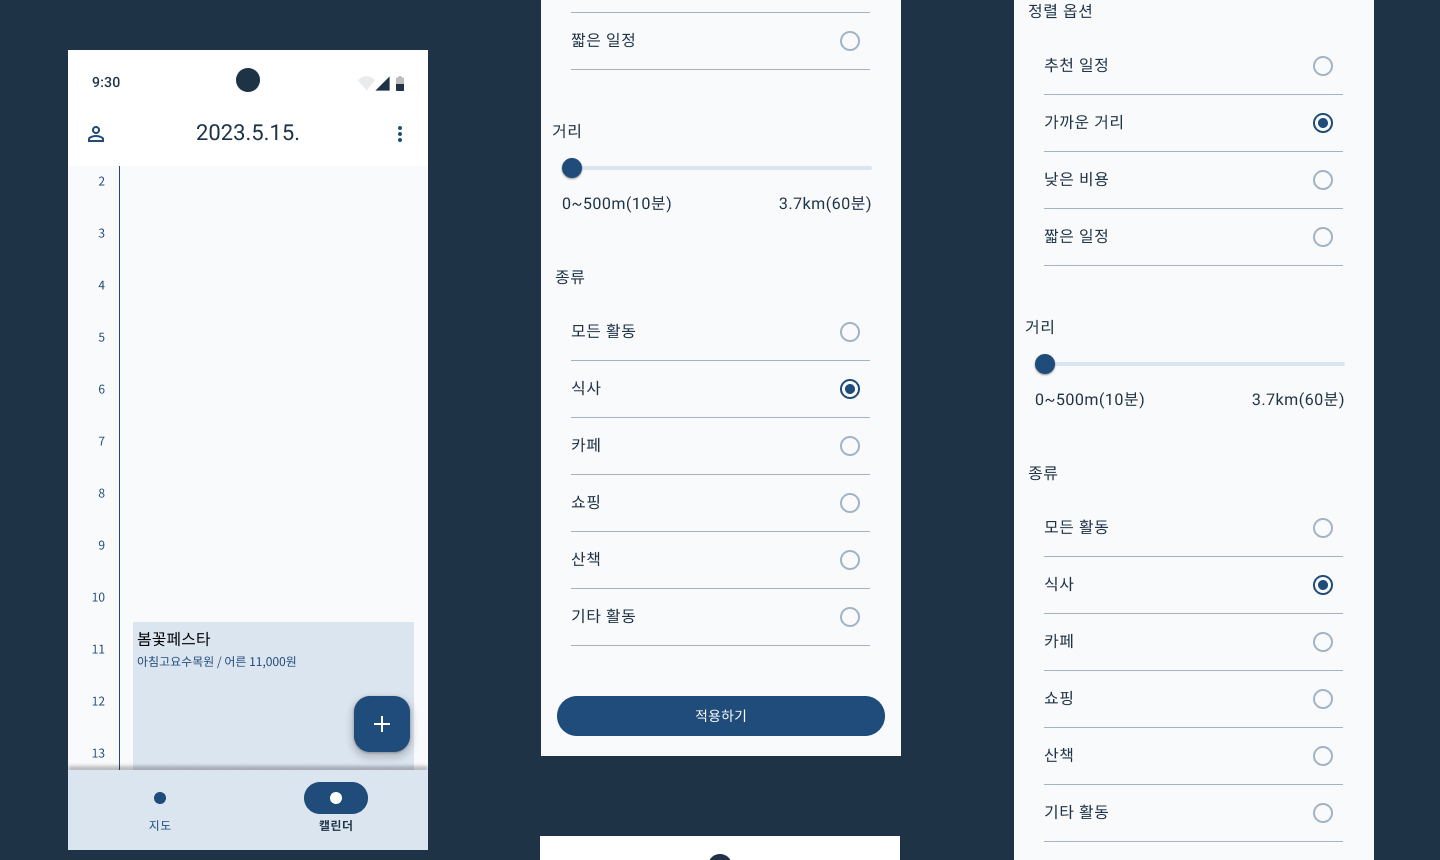 9:30
2023.5.15.
2
3
4
5
6
7
8
9
10
봄꽃페스타
11
아침고요수목원 / 어른 11,000원
12
13
지도
캘린더
짧은 일정
거리
0~500m(10분)
3.7km(60분)
종류
모든 활동
식사
카페
쇼핑
산책
기타 활동
적용하기
정렬 옵션
추천 일정
가까운 거리
낮은 비용
짧은 일정
거리
0~500m(10분)
3.7km(60분)
종류
모든 활동
식사
카페
쇼핑
산책
기타 활동